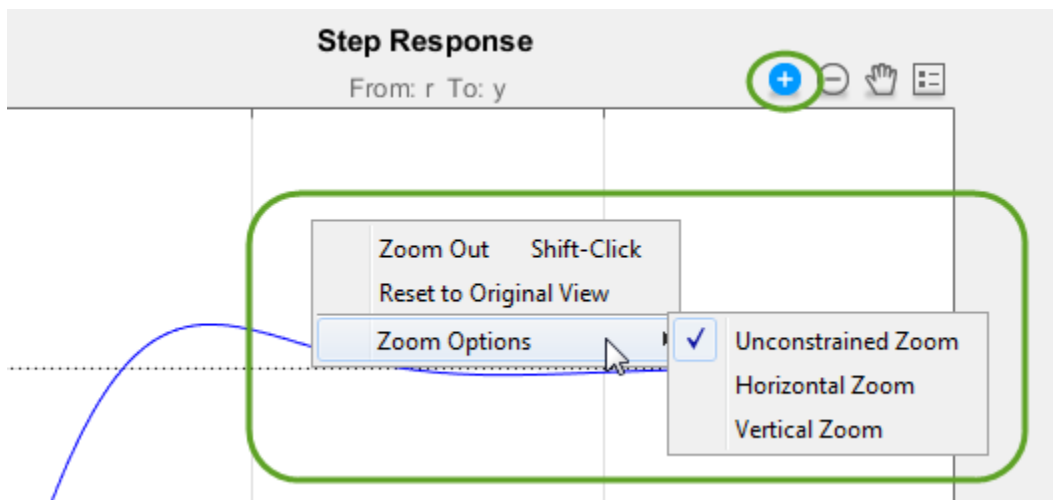 Step Response
From: r To: y
Zoom Out Shift-Click
Reset to Original View
Zoom Options
Unconstrained Zoom
Horizontal Zoom
Vertical Zoom